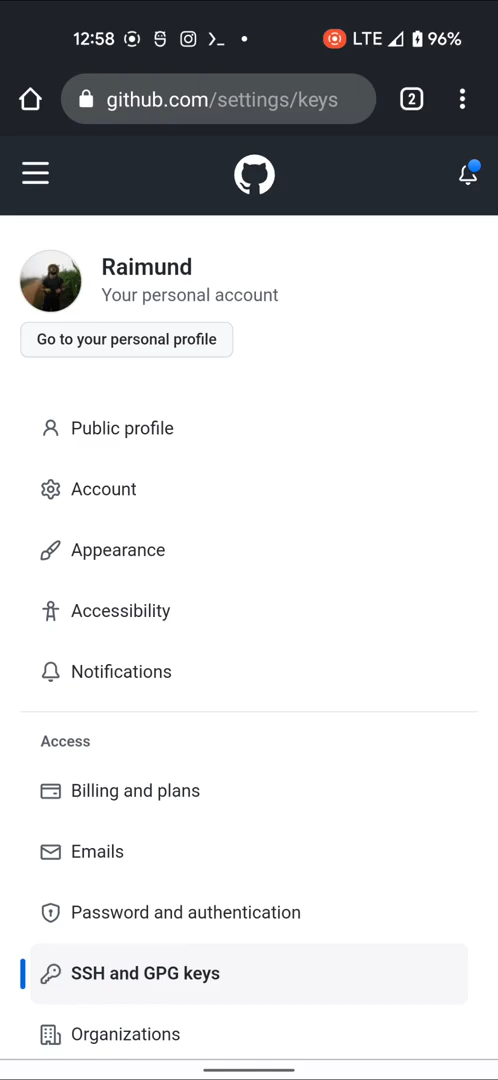 12:58 LTE 96%
github.com/settings/keys 2
Raimund
Your personal account
Go to your personal profile
Public profile
Account
Appearance
Accessibility
Notifications
Access
Billing and plans
Emails
Password and authentication
SSH and GPG keys
Organizations